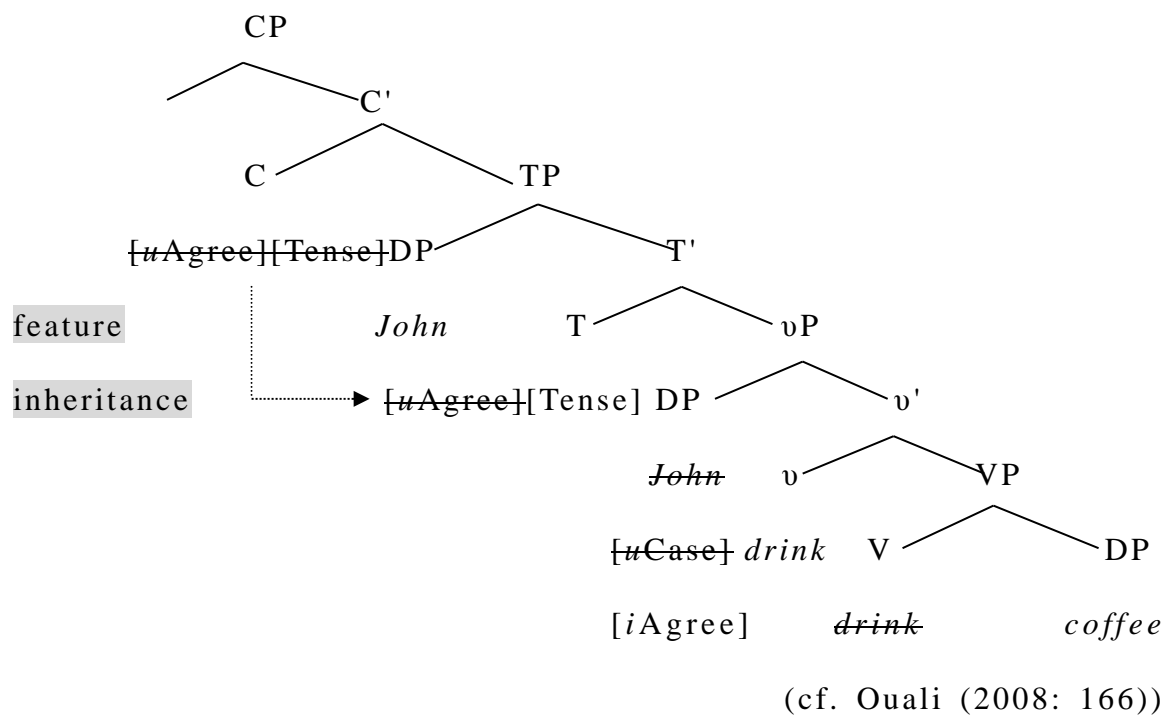 CP
C'
C TP
[uAgree][Tense]DP T'
feature John T υP
inheritance [uAgree][Tense] DP υ'
John υ VP
[uCase] drink V DP
[iAgree] drink coffee
(cf. Ouali (2008: 166))